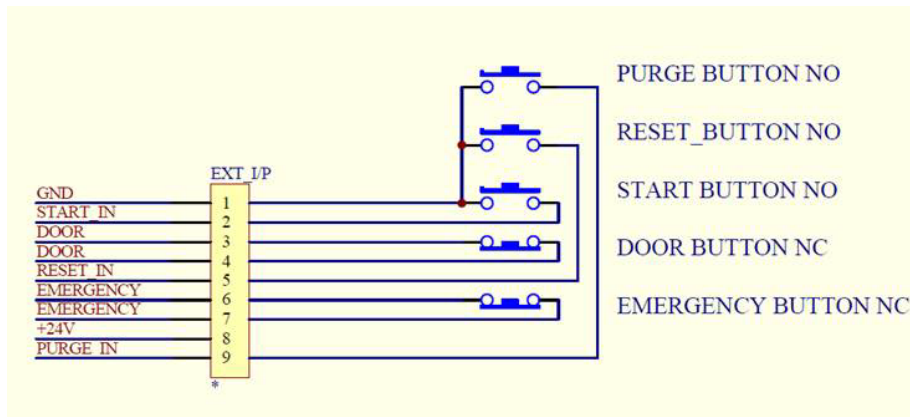 PURGE BUTTON NO
RESET_BUTTON NO
EXT_I/P
START BUTTON NO
GND
1
START_IN
2
DOOR
3
DOOR BUTTON NC
DOOR
4
RESET_IN
5
EMERGENCY
6
EMERGENCY BUTTON NC
EMERGENCY
7
+24V
8
PURGE_IN
9
*